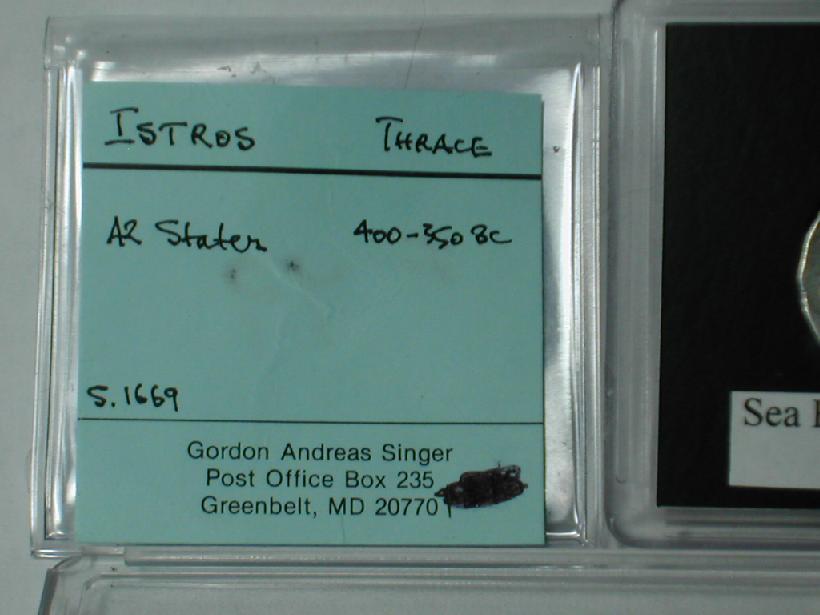 ISTROS THRACE
AR Stater 400-350 BC
S.1669
Gordon Andreas Singer
Post Office Box 235
Greenbelt, MD 20770
Sea